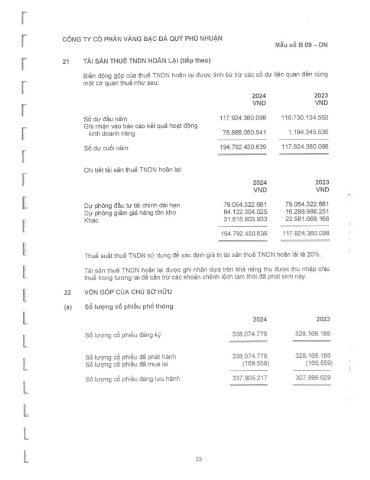 CÔNG TY CỔ PHẦN VÀNG BẠC ĐÁ QUÝ PHÚ NHUẬN
Mẫu số B 09 – DN
21 TÀI SẢN THUẾ TNDN HOÃN LẠI (tiếp theo)
Biến động gộp của thuế TNDN hoãn lại được tính bù trừ các số dư liên quan đến cùng
một cơ quan thuế như sau:
2024 2023
VND VND
Số dư đầu năm 117.924.380.098 116.730.134.563
Ghi nhận vào báo cáo kết quả hoạt động
kinh doanh riêng 76.868.050.541 1.194.245.535
Số dư cuối năm 194.792.430.639 117.924.380.098
Chi tiết tài sản thuế TNDN hoãn lại:
2024 2023
VND VND
Dự phòng đầu tư tài chính dài hạn 79.054.322.681 79.054.322.681
Dự phòng giảm giá hàng tồn kho 84.122.304.025 16.288.988.251
Khác 31.615.803.933 22.581.069.166
194.792.430.639 117.924.380.098
Thuế suất thuế TNDN sử dụng để xác định giá trị tài sản thuế TNDN hoãn lãi là 20%.
Tài sản thuế TNDN hoãn lại được ghi nhận dựa trên khả năng thu được thu nhập chịu
thuế trong tương lai để cấn trừ các khoản chênh lệch tạm thời đã phát sinh này.
22 VỐN GÓP CỦA CHỦ SỞ HỮU
(a) Số lượng cổ phiếu phổ thông
2024 2023
Số lượng cổ phiếu đăng ký 338.074.776 328.169.188
Số lượng cổ phiếu đã phát hành 338.074.776 328.169.188
Số lượng cổ phiếu đã mua lại (169.559) (169.559)
Số lượng cổ phiếu đang lưu hành 337.905.217 327.999.629
33